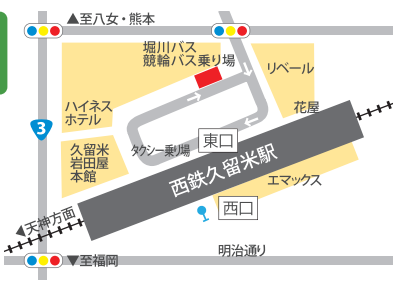 ▲至八女・熊本
堀川バス
競輪バス乗り場
リベール
ハイネス
ホテル
花屋
3
久留米
岩田屋
本館
タクシー乗り場
東口
西鉄久留米駅
エマックス
西口
◀天神方面
明治通り
▼至福岡